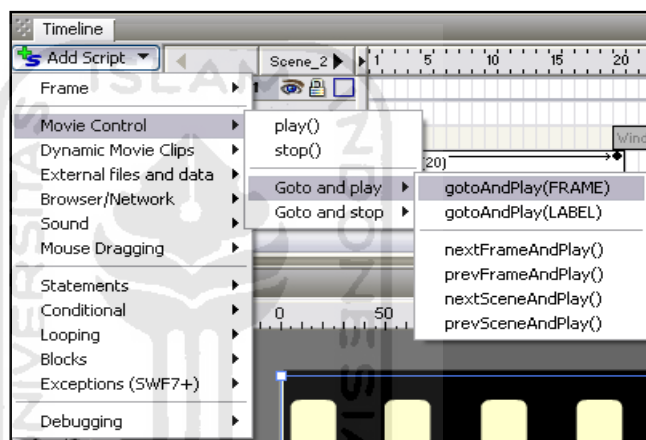 Timeline
Add Script
Scene_2
1 5 10 15 20
Frame
Movie Control
Dynamic Movie Clips
External files and data
Browser/Network
Sound
Mouse Dragging
Statements
Conditional
Looping
Blocks
Exceptions (SWF7+)
Debugging
play()
stop()
Goto and play
Goto and stop
(20)
gotoAndPlay(FRAME)
gotoAndPlay(LABEL)
nextFrameAndPlay()
prevFrameAndPlay()
nextSceneAndPlay()
prevSceneAndPlay()
0 50